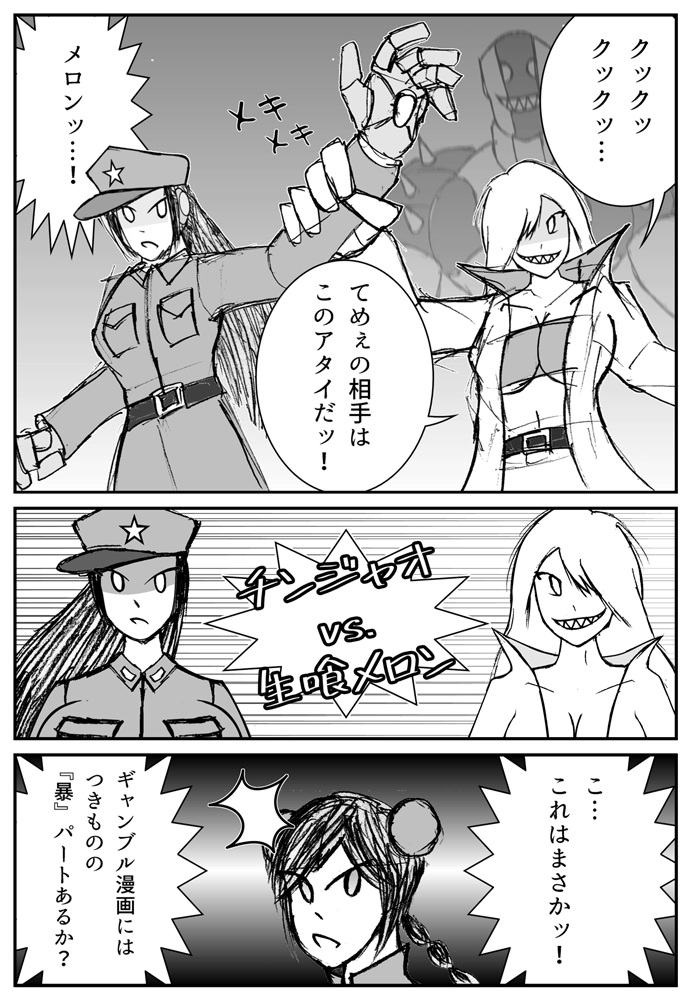 クックッ
クックッ…
メロンッ…!
メキ
メキ
てめぇの相手は
このアタイだッ!
チンジャオ
vs.
生喰メロン
こ…
これはまさかッ!
ギャンブル漫画には
つきものの
『暴』パートあるか?